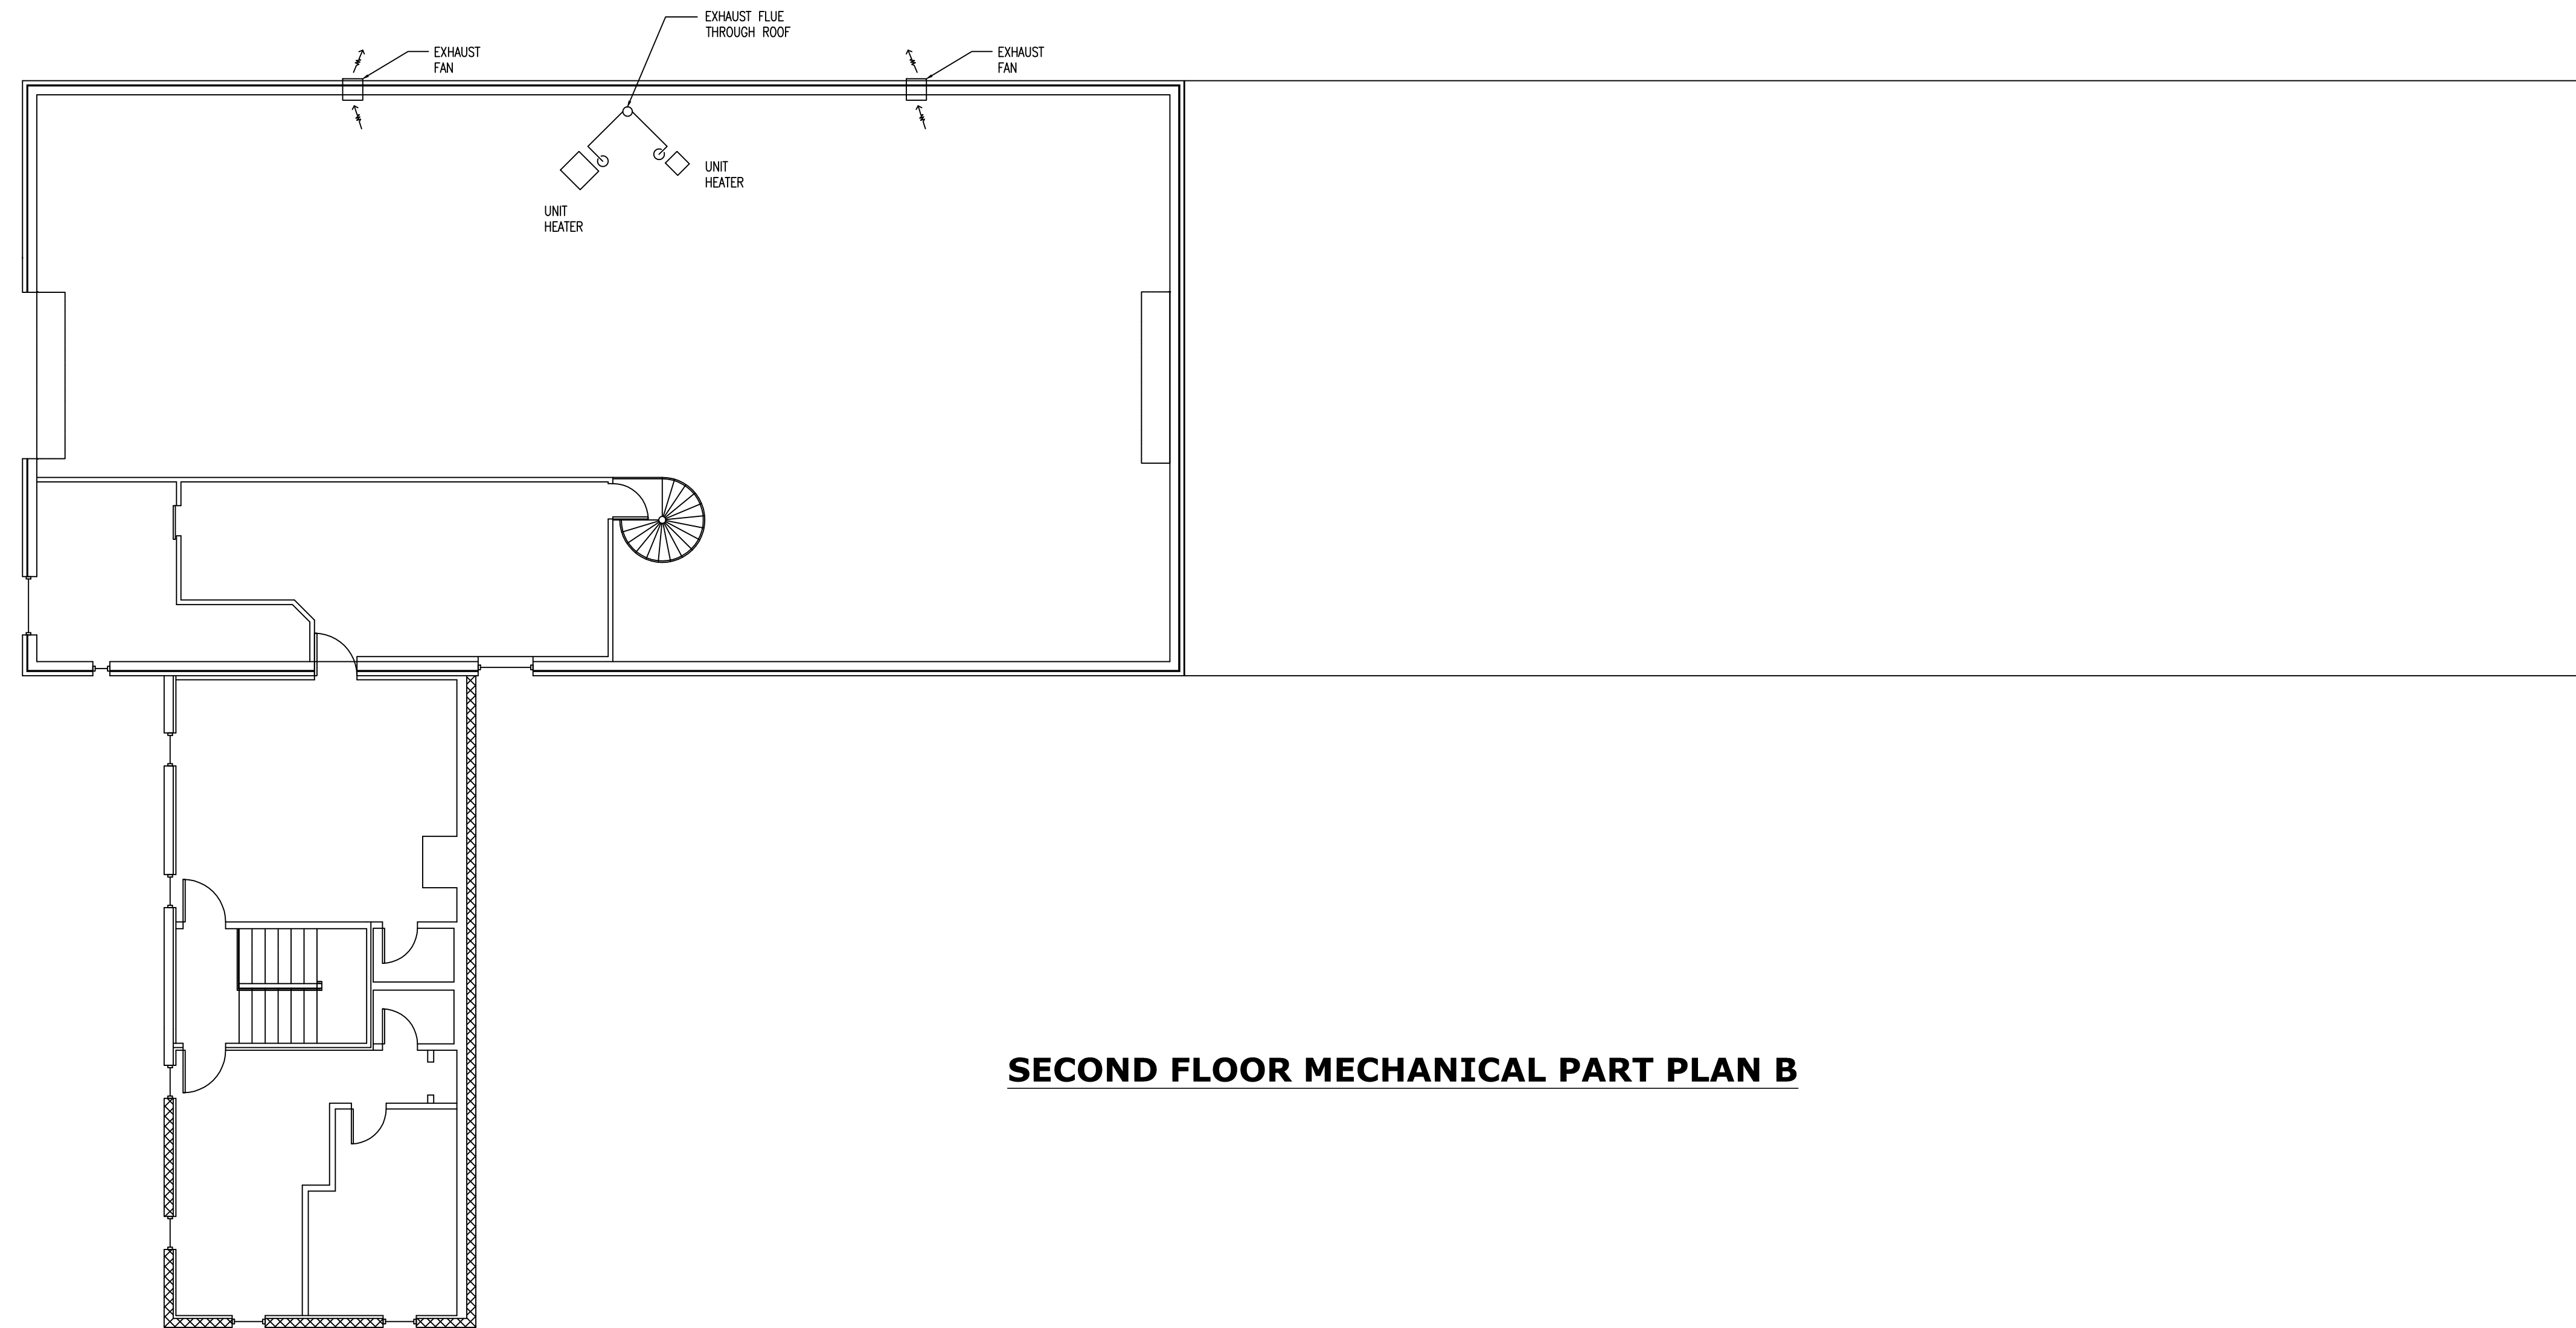 EXHAUST FLUE
THROUGH ROOF
EXHAUST
FAN
EXHAUST
FAN
UNIT
HEATER
UNIT
HEATER
SECOND FLOOR MECHANICAL PART PLAN B